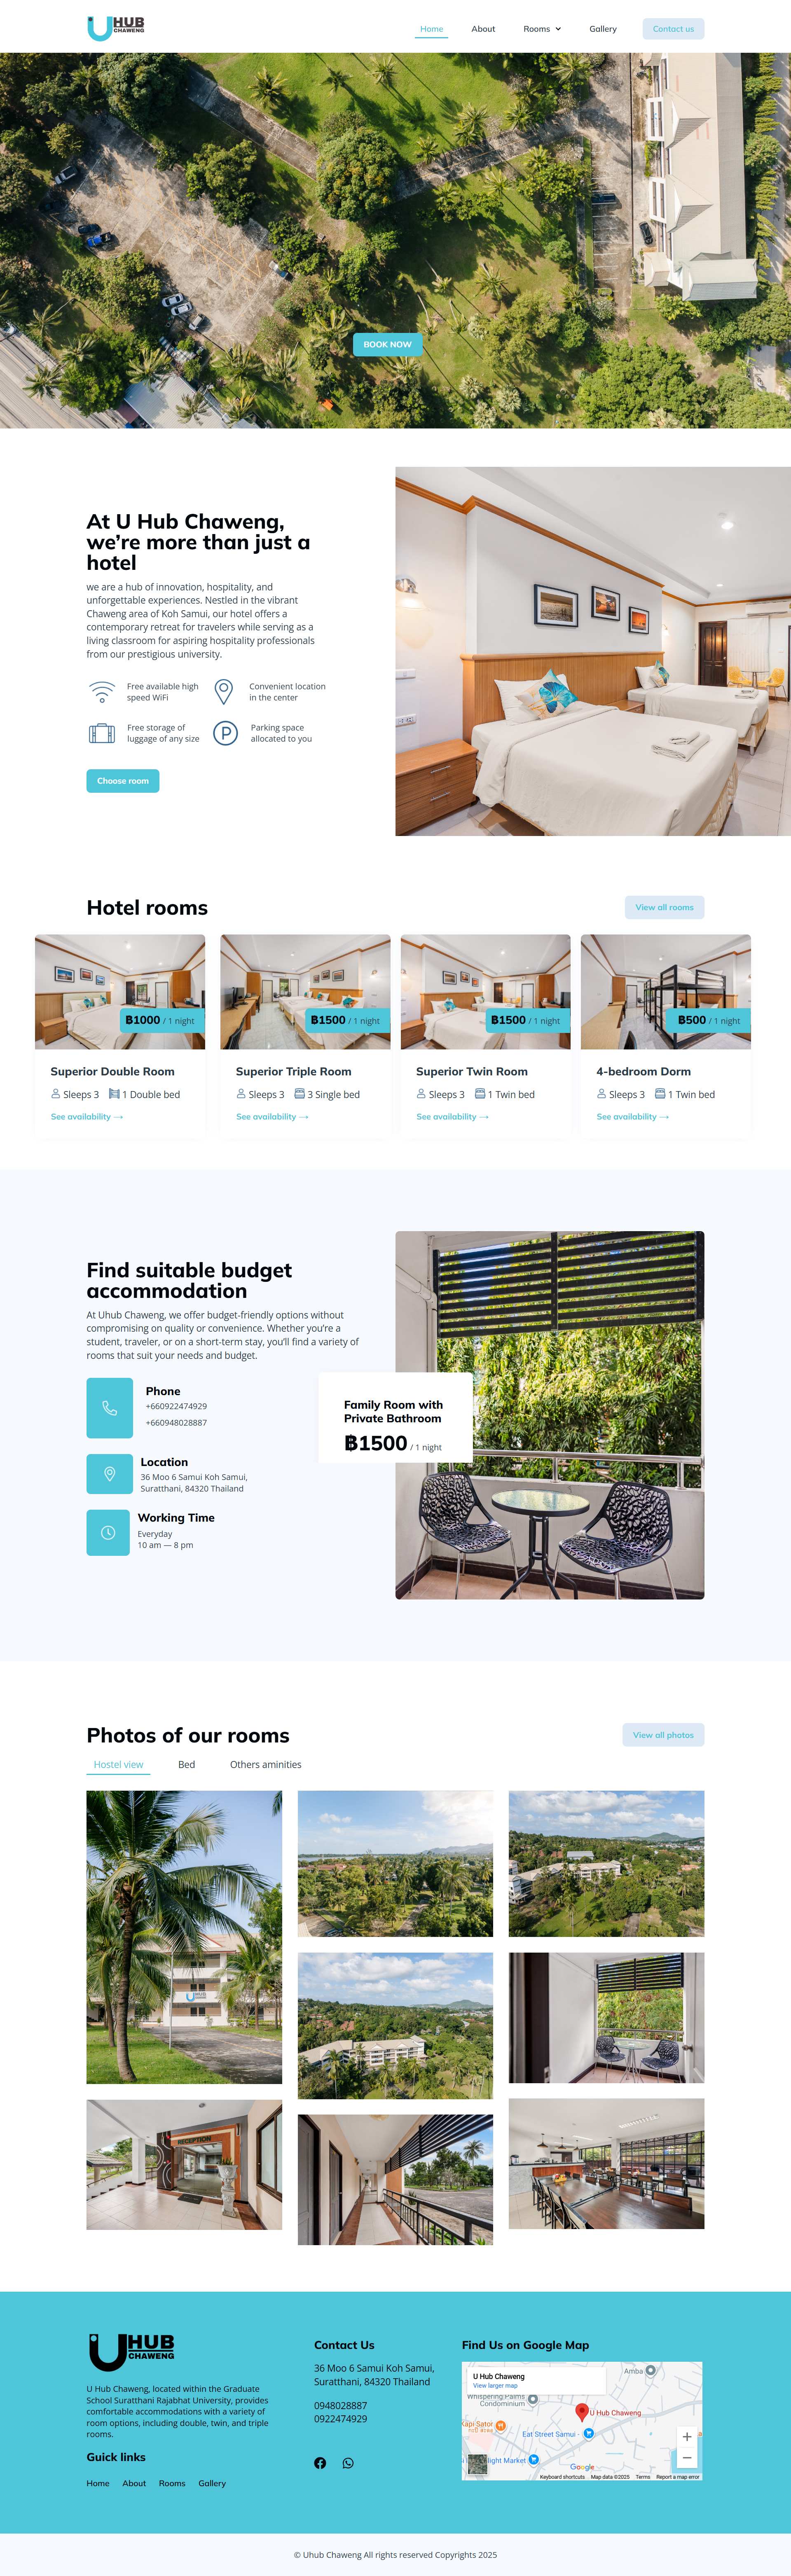 UHUB
CHAWENG
Home About Rooms Gallery Contact us
BOOK NOW
At U Hub Chaweng,
we’re more than just a
hotel
we are a hub of innovation, hospitality, and
unforgettable experiences. Nestled in the vibrant
Chaweng area of Koh Samui, our hotel offers a
contemporary retreat for travelers while serving as a
living classroom for aspiring hospitality professionals
from our prestigious university.
Free available high
speed WiFi
Convenient location
in the center
Free storage of
luggage of any size
P
Parking space
allocated to you
Choose room
Hotel rooms
View all rooms
฿1000 / 1 night
Superior Double Room
Sleeps 3 1 Double bed
See availability →
฿1500 / 1 night
Superior Triple Room
Sleeps 3 3 Single bed
See availability →
฿1500 / 1 night
Superior Twin Room
Sleeps 3 1 Twin bed
See availability →
฿500 / 1 night
4-bedroom Dorm
Sleeps 3 1 Twin bed
See availability →
Find suitable budget
accommodation
At Uhub Chaweng, we offer budget-friendly options without
compromising on quality or convenience. Whether you’re a
student, traveler, or on a short-term stay, you’ll find a variety of
rooms that suit your needs and budget.
Phone
+660922474929
+660948028887
Location
36 Moo 6 Samui Koh Samui,
Suratthani, 84320 Thailand
Working Time
Everyday
10 am — 8 pm
Family Room with
Private Bathroom
฿1500 / 1 night
Photos of our rooms
View all photos
Hostel view Bed Others aminities
UHUB
RECEPTION
UHUB
CHAWENG
U Hub Chaweng, located within the Graduate
School Suratthani Rajabhat University, provides
comfortable accommodations with a variety of
room options, including double, twin, and triple
rooms.
Guick links
Home About Rooms Gallery
Contact Us
36 Moo 6 Samui Koh Samui,
Suratthani, 84320 Thailand
0948028887
0922474929
Find Us on Google Map
U Hub Chaweng
View larger map
Amba
Whispering Palms
Condominium
U Hub Chaweng
Kapi Sator
Eat Street Samui
light Market
Google
Keyboard shortcuts Map data ©2025 Terms Report a map error
© Uhub Chaweng All rights reserved Copyrights 2025